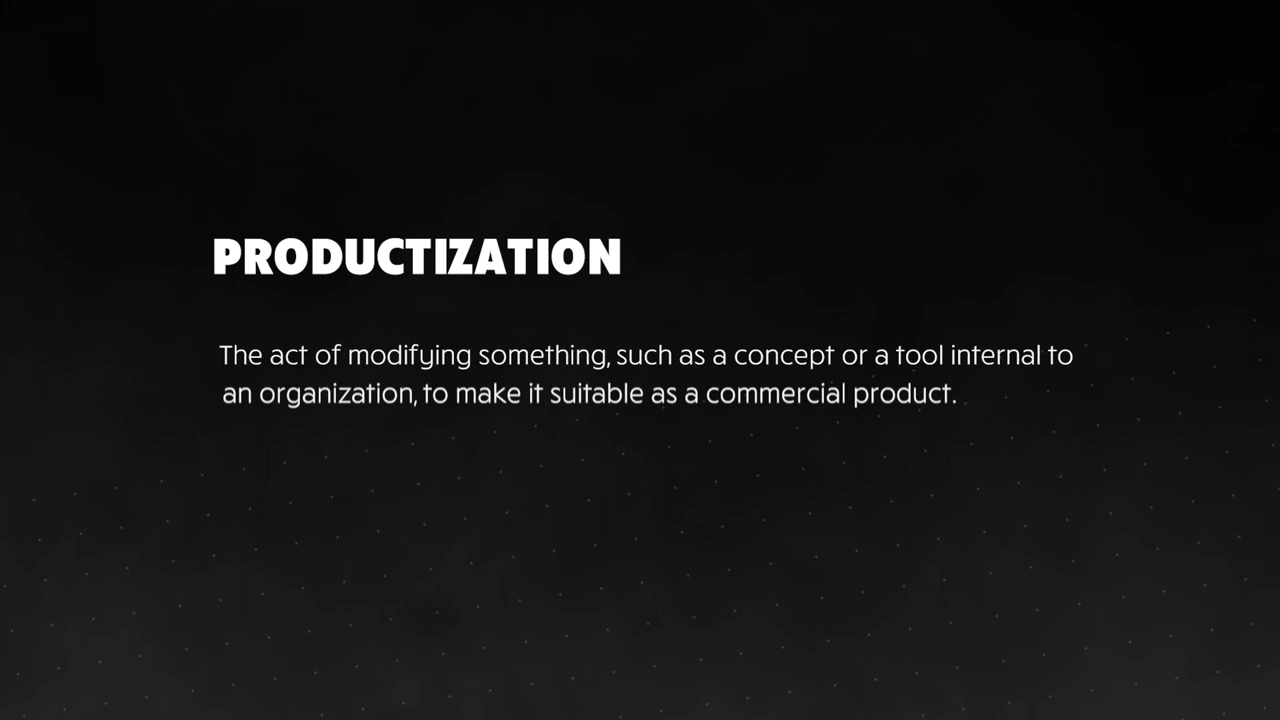 PRODUCTIZATION
The act of modifying something, such as a concept or a tool internal to
an organization, to make it suitable as a commercial product.